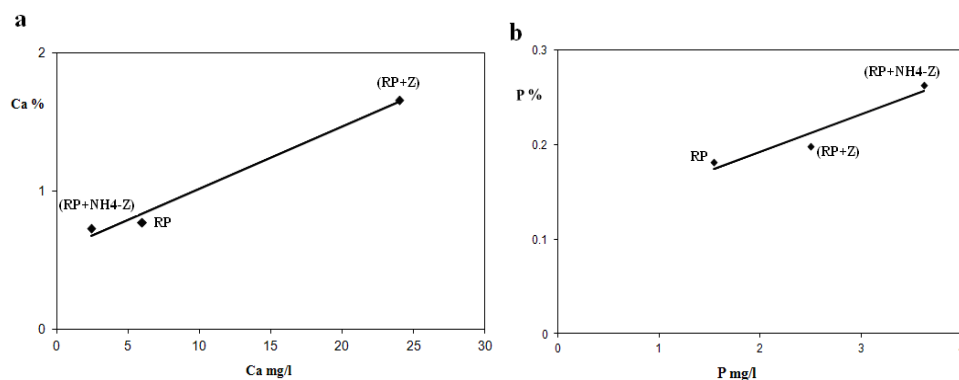 a
2
(RP+Z)
Ca %
1
(RP+NH4-Z)
RP
0
0 5 10 15 20 25 30
Ca mg/l
b
0.3
(RP+NH4-Z)
P %
0.2
RP
(RP+Z)
0.1
0
0 1 2 3
P mg/l